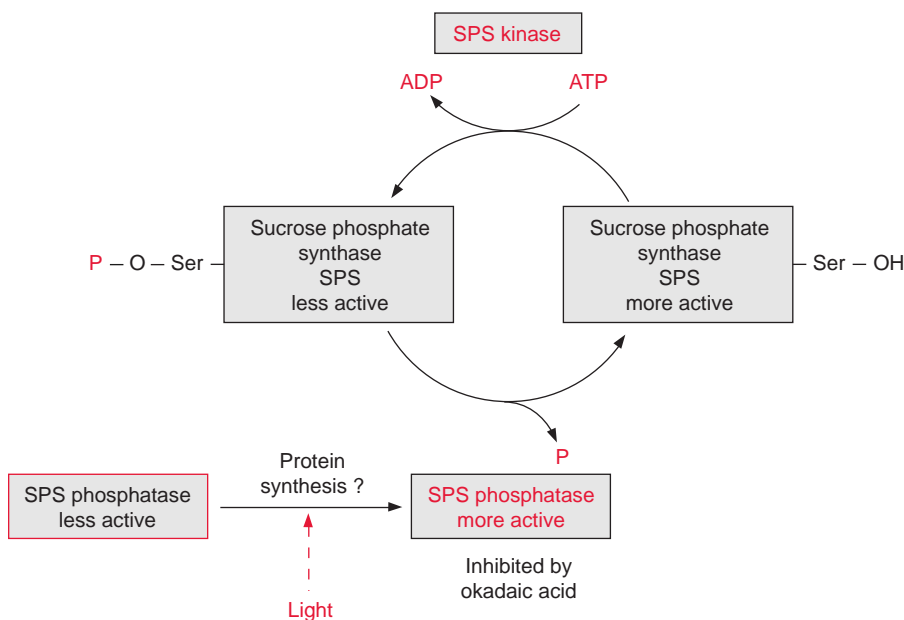 SPS kinase
ADP
ATP
P – O – Ser –
Sucrose phosphate
synthase
SPS
less active
Sucrose phosphate
synthase
SPS
more active
– Ser – OH
P
Protein
synthesis ?
SPS phosphatase
less active
SPS phosphatase
more active
Light
Inhibited by
okadaic acid